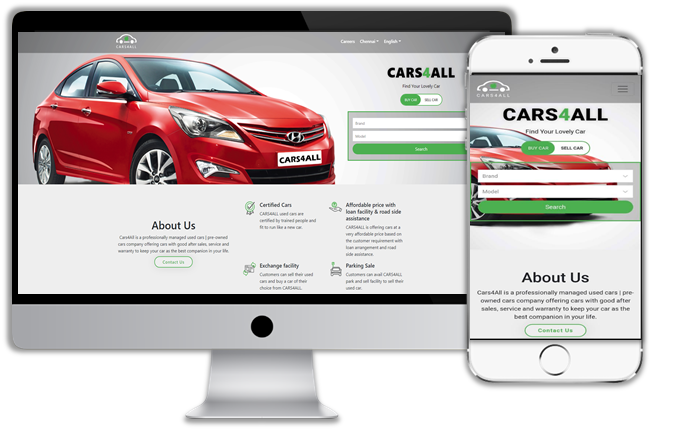 CARS4ALL
Careers Chennai English
CARS4ALL
Find Your Lovely Car
BUY CAR SELL CAR
Brand
Model
Search
CARS4ALL
About Us
Cars4All is a professionally managed used cars | pre-owned
cars company offering cars with good after sales, service and
warranty to keep your car as the best companion in your life.
Contact Us
Certified Cars
CARS4ALL used cars are
certified by trained people and
fit to run like a new car.
Affordable price with
loan facility & road side
assistance
CARS4ALL is offering cars at a
very affordable price based on
the customer requirement with
loan arrangement and road
side assistance.
Exchange facility
Customers can sell their used
cars and buy a car of their
choice from CARS4ALL.
Parking Sale
Customers can avail CARS4ALL
park and sell facility to sell their
used car.
CARS4ALL
CARS4ALL
Find Your Lovely Car
BUY CAR SELL CAR
Brand
Model
Search
About Us
Cars4All is a professionally managed used cars | pre-
owned cars company offering cars with good after
sales, service and warranty to keep your car as the
best companion in your life.
Contact Us